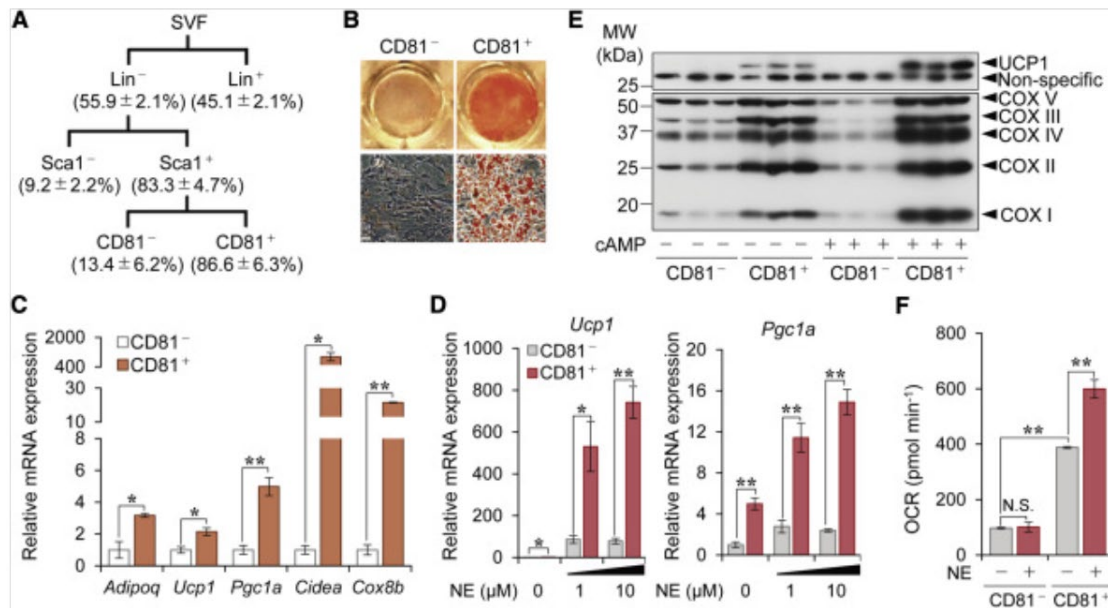 A
SVF
Lin⁻ Lin⁺
(55.9 ± 2.1%) (45.1 ± 2.1%)
Sca1⁻ Sca1⁺
(9.2 ± 2.2%) (83.3 ± 4.7%)
CD81⁻ CD81⁺
(13.4 ± 6.2%) (86.6 ± 6.3%)
B
CD81⁻ CD81⁺
E
MW
(kDa)
25
50
37
25
20
UCP1
Non-specific
COX V
COX III
COX IV
COX II
COX I
cAMP − − − − − − + + + + + +
CD81⁻ CD81⁺ CD81⁻ CD81⁺
C
Relative mRNA expression
2000
400
30
10
8
6
4
2
0
CD81⁻
CD81⁺
* * ** * **
Adipoq Ucp1 Pgc1a Cidea Cox8b
D
Ucp1
Relative mRNA expression
1000
800
600
400
200
0
CD81⁻
CD81⁺
* * **
NE (µM) 0 1 10
Pgc1a
Relative mRNA expression
20
16
12
8
4
0
** ** **
NE (µM) 0 1 10
F
OCR (pmol min⁻¹)
800
600
400
200
0
N.S.
** **
NE − + − +
CD81⁻ CD81⁺